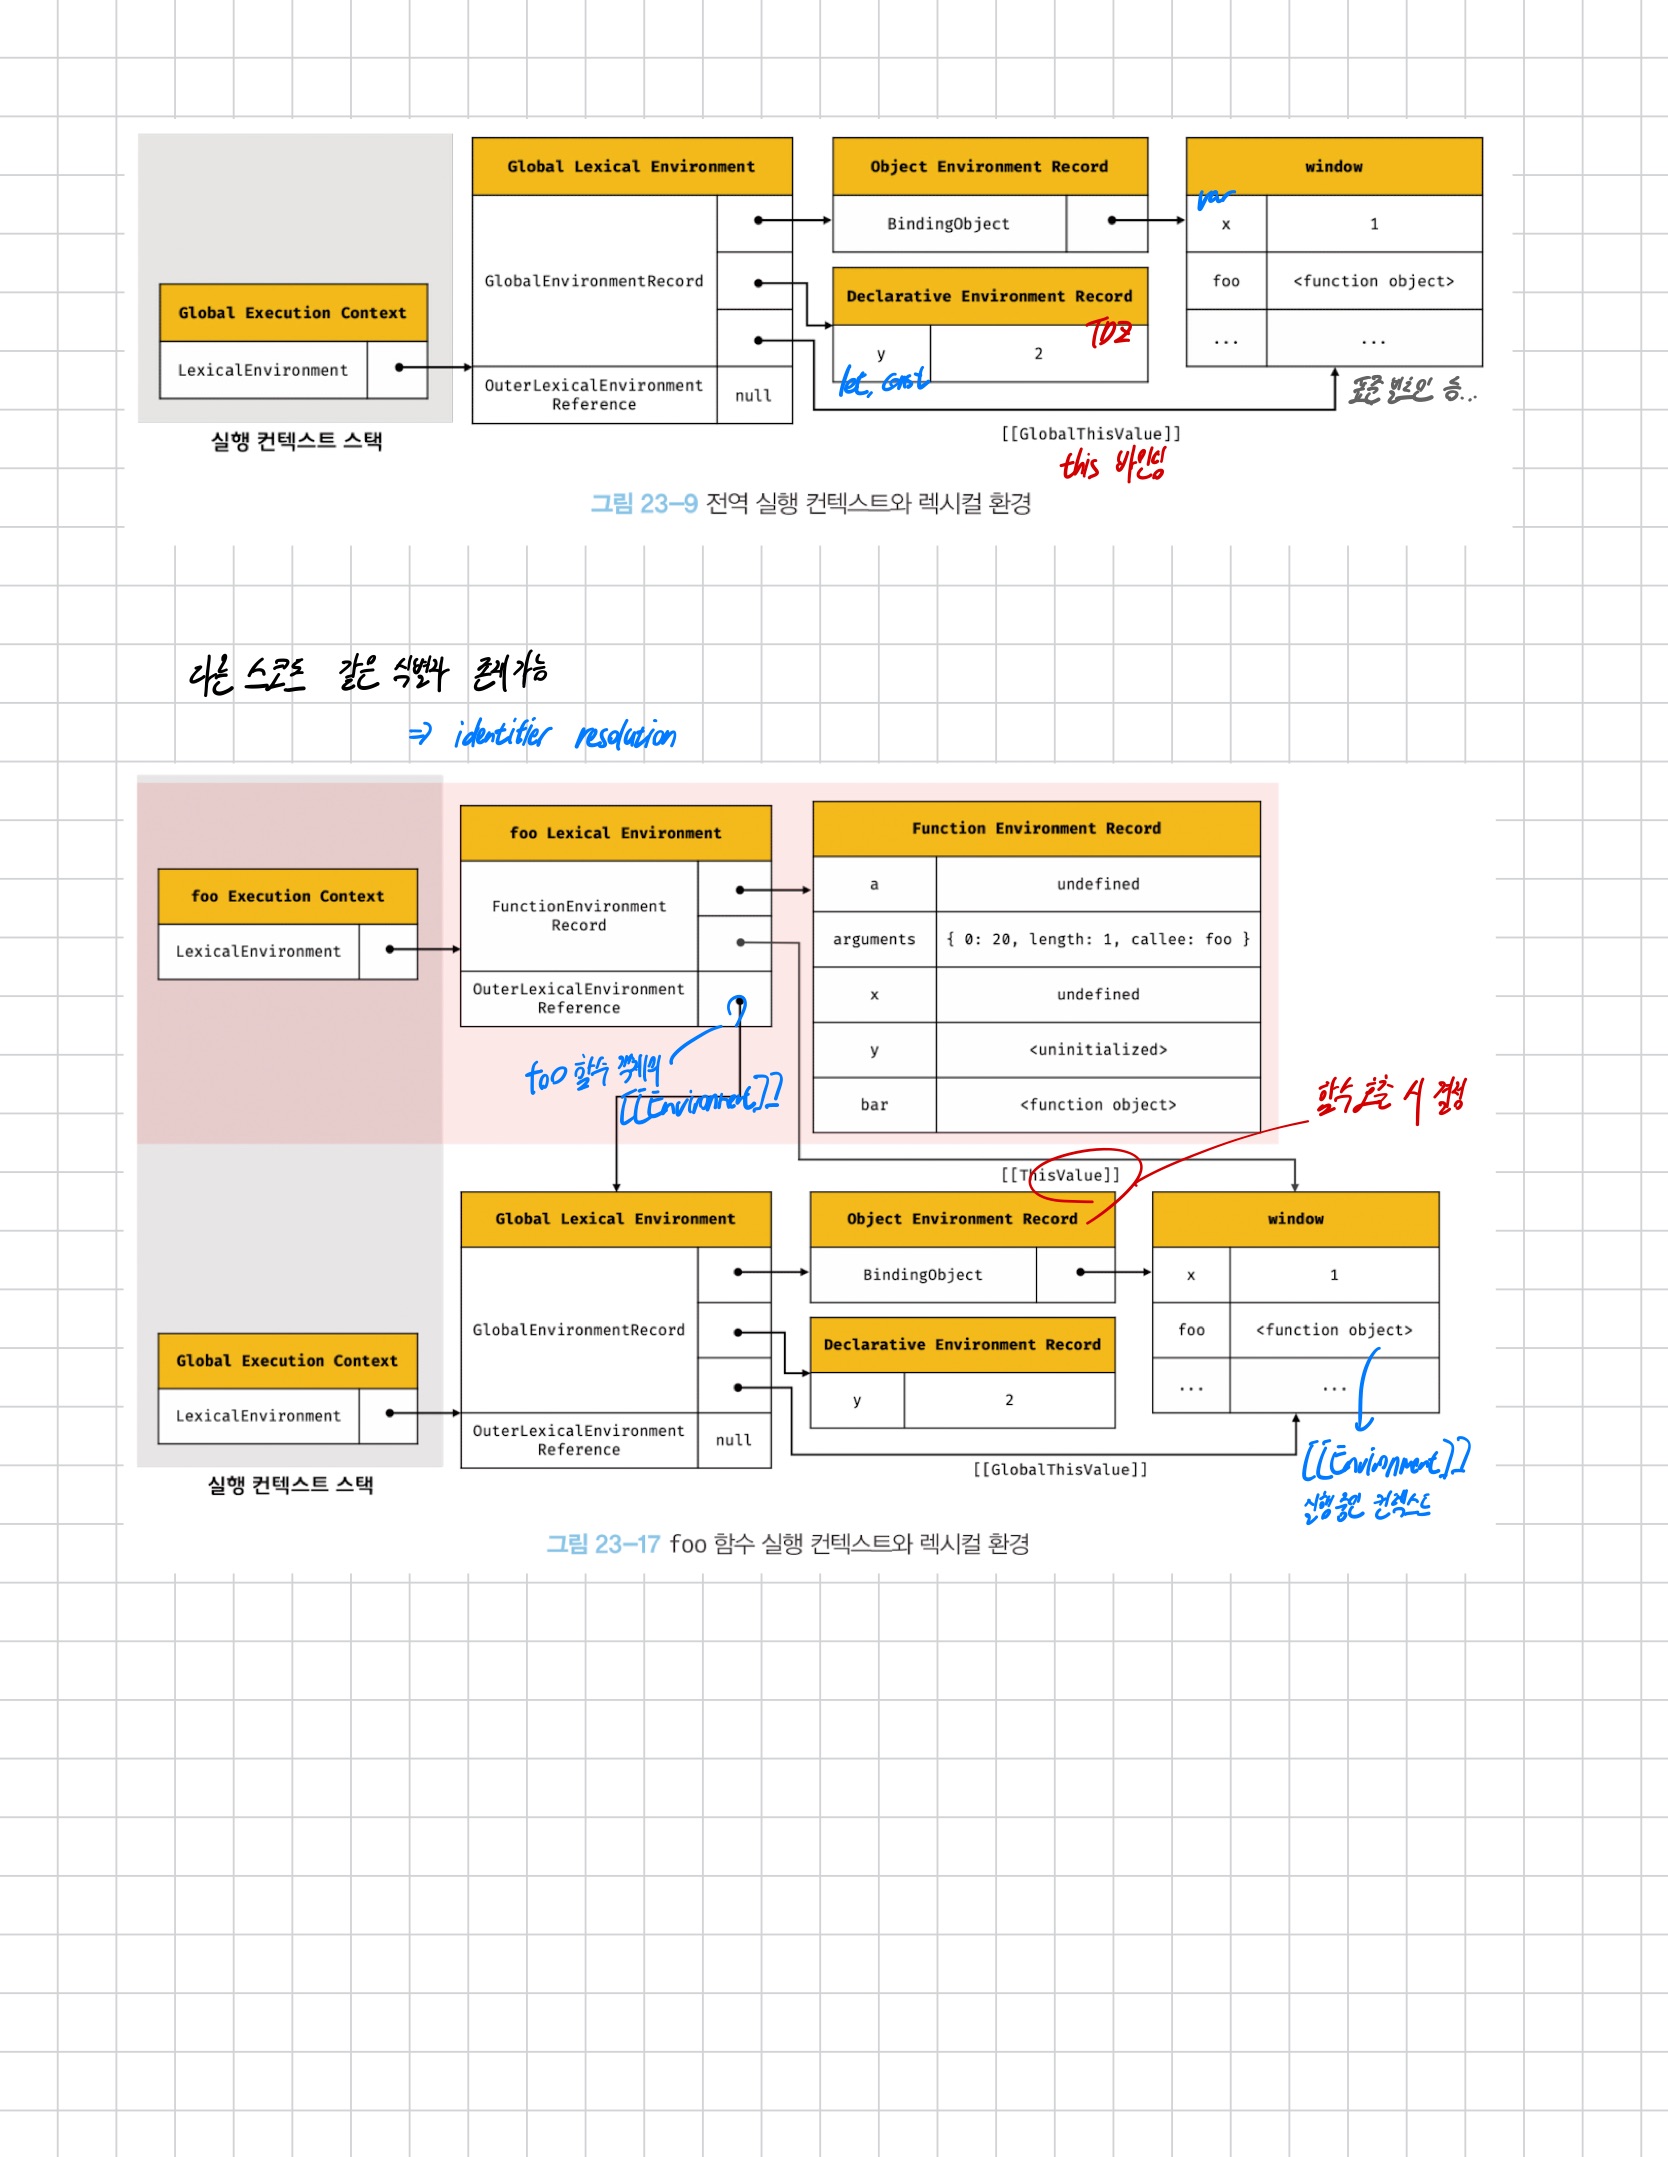 Global Lexical Environment
Object Environment Record
window
var
BindingObject
x
1
GlobalEnvironmentRecord
foo
<function object>
Declarative Environment Record
TDZ
Global Execution Context
...
...
y
2
LexicalEnvironment
let, const
OuterLexicalEnvironment
Reference
null
표준 빌트인 등...
실행 컨텍스트 스택
[[GlobalThisValue]]
this 바인딩
그림 23-9 전역 실행 컨텍스트와 렉시컬 환경
다른 스코프 같은 식별자 존재 가능
=> identifier resolution
foo Lexical Environment
Function Environment Record
a
undefined
foo Execution Context
FunctionEnvironment
Record
arguments
{ 0: 20, length: 1, callee: foo }
LexicalEnvironment
OuterLexicalEnvironment
Reference
x
undefined
y
<uninitialized>
foo 함수 객체의
[[Environment]]
bar
<function object>
함수 호출 시 결정
[[ThisValue]]
Global Lexical Environment
Object Environment Record
window
BindingObject
x
1
GlobalEnvironmentRecord
foo
<function object>
Declarative Environment Record
Global Execution Context
...
...
y
2
LexicalEnvironment
OuterLexicalEnvironment
Reference
null
[[GlobalThisValue]]
[[Environment]]
실행 중인 컨텍스트
실행 컨텍스트 스택
그림 23-17 foo 함수 실행 컨텍스트와 렉시컬 환경